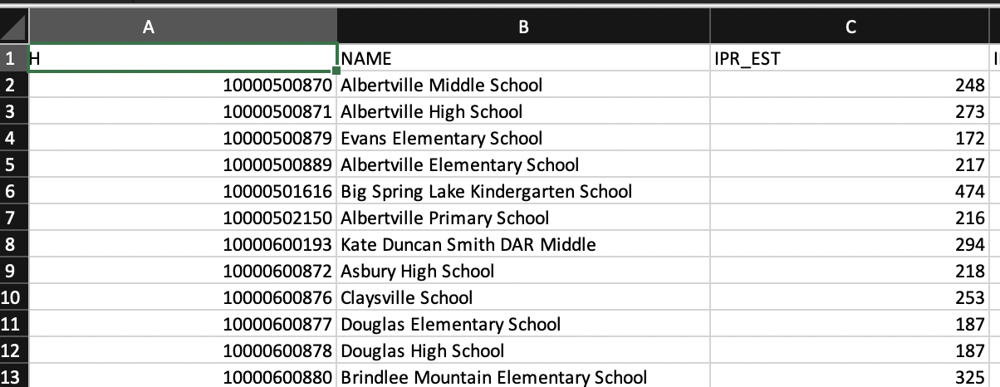 A B C
1 H NAME IPR_EST I
2 10000500870 Albertville Middle School 248
3 10000500871 Albertville High School 273
4 10000500879 Evans Elementary School 172
5 10000500889 Albertville Elementary School 217
6 10000501616 Big Spring Lake Kindergarten School 474
7 10000502150 Albertville Primary School 216
8 10000600193 Kate Duncan Smith DAR Middle 294
9 10000600872 Asbury High School 218
10 10000600876 Claysville School 253
11 10000600877 Douglas Elementary School 187
12 10000600878 Douglas High School 187
13 10000600880 Brindlee Mountain Elementary School 325